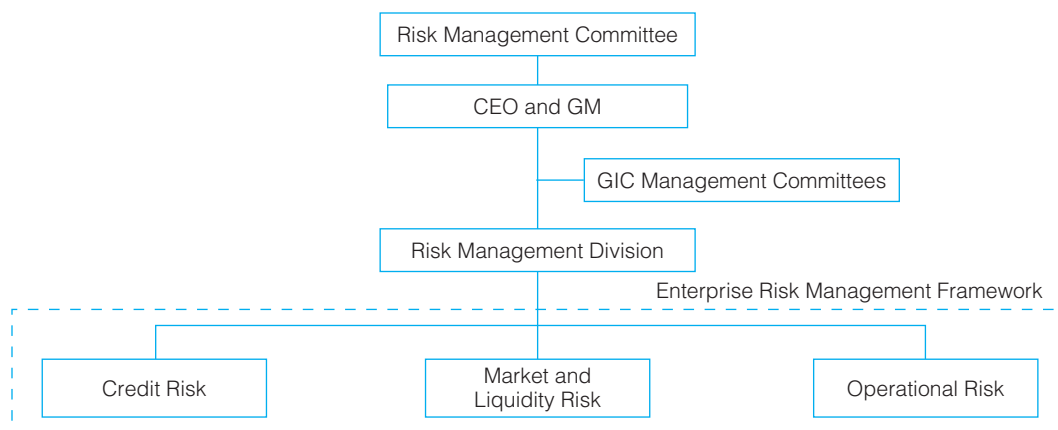 Risk Management Committee
CEO and GM
GIC Management Committees
Risk Management Division
Enterprise Risk Management Framework
Credit Risk
Market and
Liquidity Risk
Operational Risk